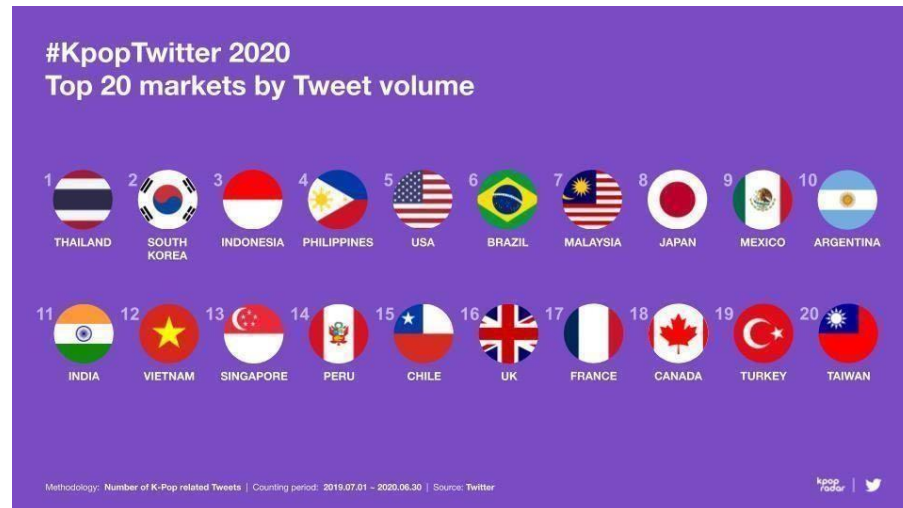 #KpopTwitter 2020
Top 20 markets by Tweet volume
1 2 3 4 5 6 7 8 9 10
THAILAND SOUTH KOREA INDONESIA PHILIPPINES USA BRAZIL MALAYSIA JAPAN MEXICO ARGENTINA
11 12 13 14 15 16 17 18 19 20
INDIA VIETNAM SINGAPORE PERU CHILE UK FRANCE CANADA TURKEY TAIWAN
Methodology: Number of K-Pop related Tweets | Counting period: 2019.07.01 ~ 2020.06.30 | Source: Twitter
kpop
radar